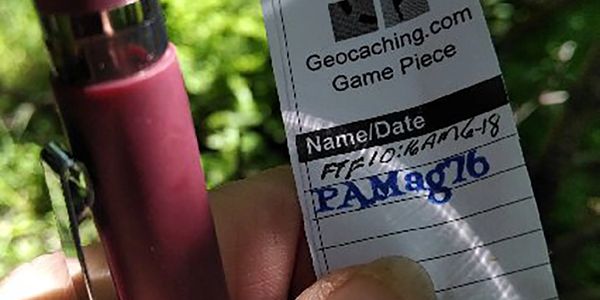 Geocaching.com
Game Piece
Name/Date
FTF 10:16AM 6-18
PAMag76